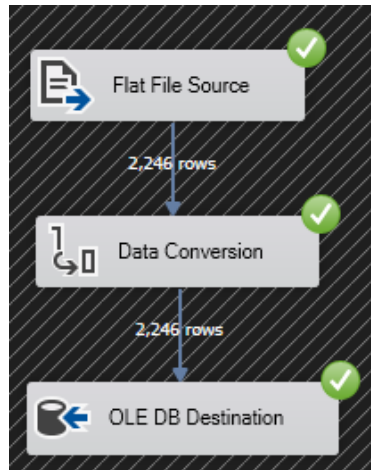 Flat File Source
2,246 rows
Data Conversion
2,246 rows
OLE DB Destination